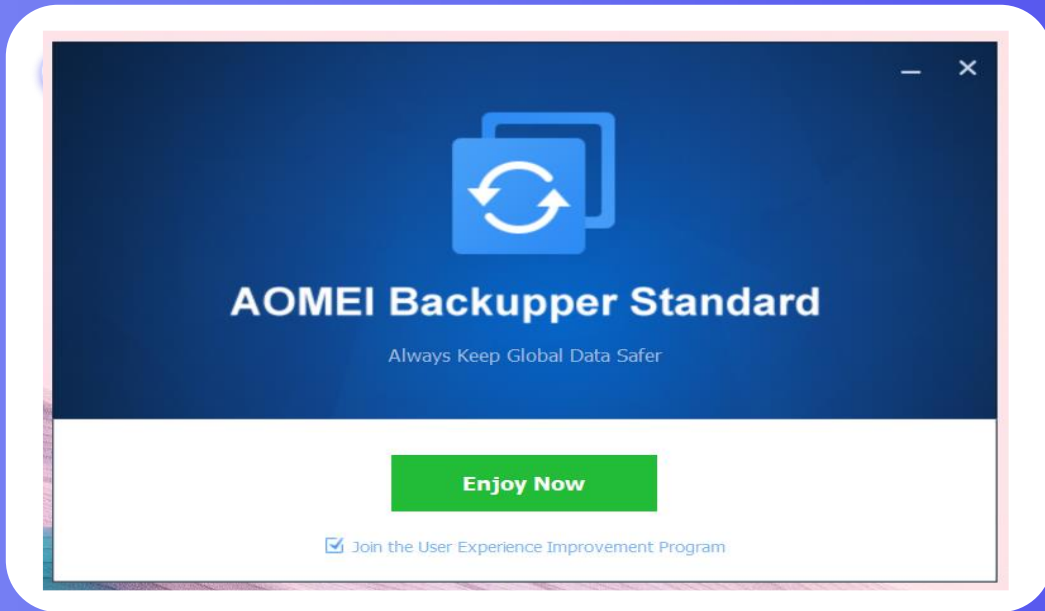 AOMEI Backupper Standard
Always Keep Global Data Safer
Enjoy Now
Join the User Experience Improvement Program